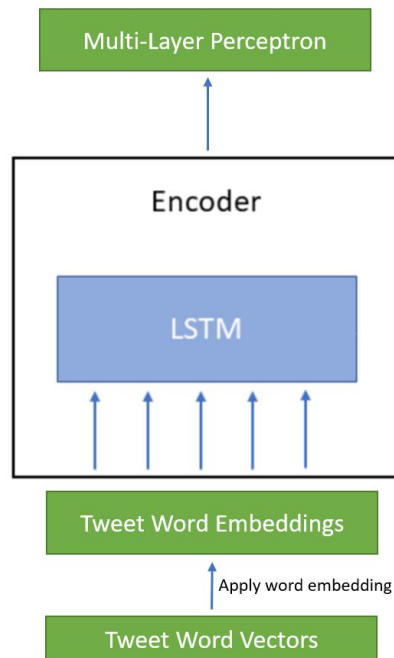 Multi-Layer Perceptron
Encoder
LSTM
Tweet Word Embeddings
Apply word embedding
Tweet Word Vectors